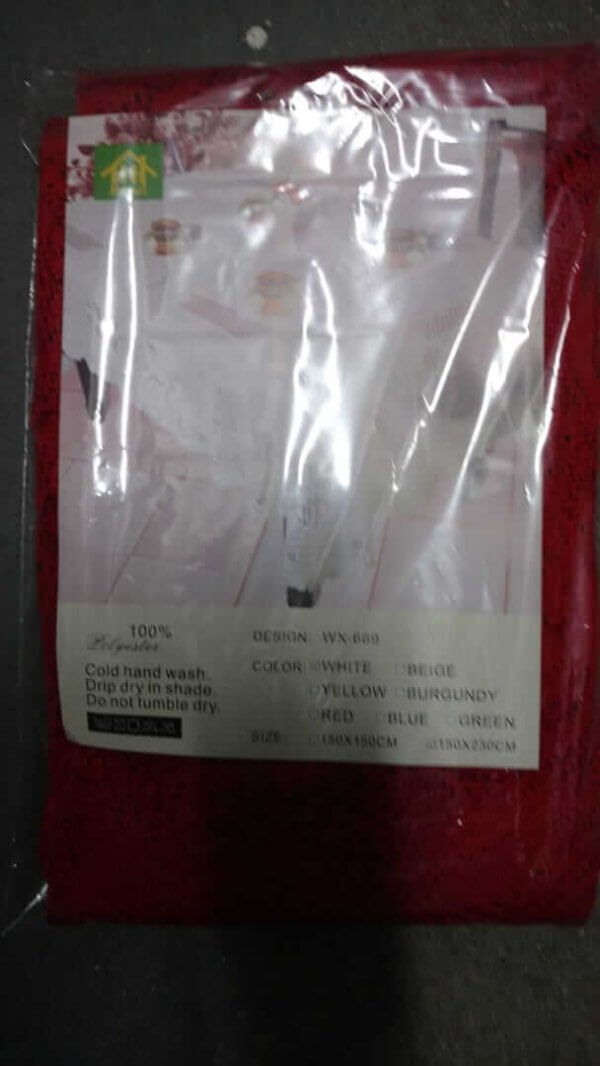 100%
Polyester
Cold hand wash.
Drip dry in shade.
Do not tumble dry.
DESIGN: WX-669
COLOR: WHITE BEIGE
YELLOW BURGUNDY
RED BLUE GREEN
SIZE: 150X150CM 150X230CM